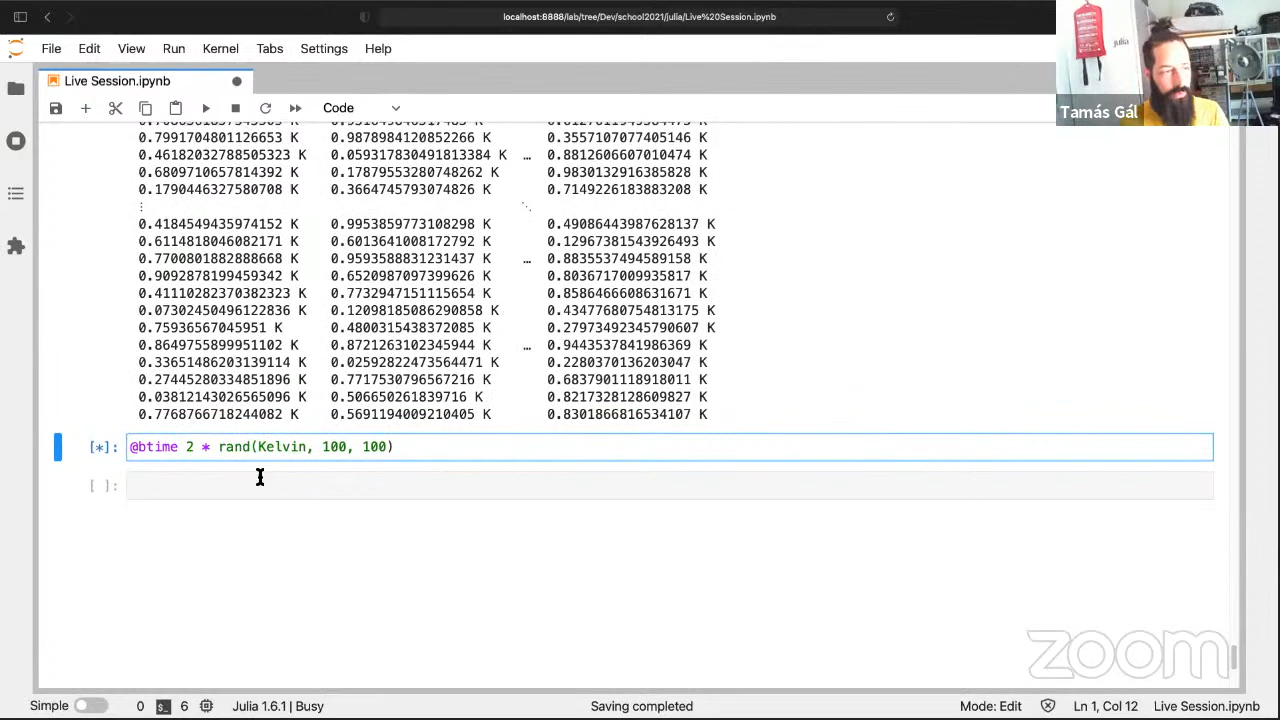 localhost:8888/lab/tree/Dev/school2021/julia/Live%20Session.ipynb
File Edit View Run Kernel Tabs Settings Help
Live Session.ipynb
Code
julia
Tamás Gál
0.7991704801126653 K 0.9878984120852266 K 0.3557107077405146 K
0.46182032788505323 K 0.059317830491813384 K … 0.8812606607010474 K
0.6809710657814392 K 0.17879553280748262 K 0.9830132916385828 K
0.1790446327580708 K 0.3664745793074826 K 0.7149226183883208 K
⋮ ⋱
0.4184549435974152 K 0.9953859773108298 K 0.49086443987628137 K
0.6114818046082171 K 0.6013641008172792 K 0.12967381543926493 K
0.7700801882888668 K 0.9593588831231437 K … 0.8835537494589158 K
0.9092878199459342 K 0.6520987097399626 K 0.8036717009935817 K
0.41110282370382323 K 0.7732947151115654 K 0.8586466608631671 K
0.07302450496122836 K 0.12098185086290858 K 0.43477680754813175 K
0.75936567045951 K 0.4800315438372085 K 0.27973492345790607 K
0.8649755899951102 K 0.8721263102345944 K … 0.9443537841986369 K
0.33651486203139114 K 0.02592822473564471 K 0.2280370136203047 K
0.27445280334851896 K 0.7717530796567216 K 0.6837901118918011 K
0.03812143026565096 K 0.506650261839716 K 0.8217328128609827 K
0.7768766718244082 K 0.5691194009210405 K 0.8301866816534107 K
[*]: @btime 2 * rand(Kelvin, 100, 100)
[ ]:
zoom
Simple 0 6 Julia 1.6.1 | Busy Saving completed Mode: Edit Ln 1, Col 12 Live Session.ipynb